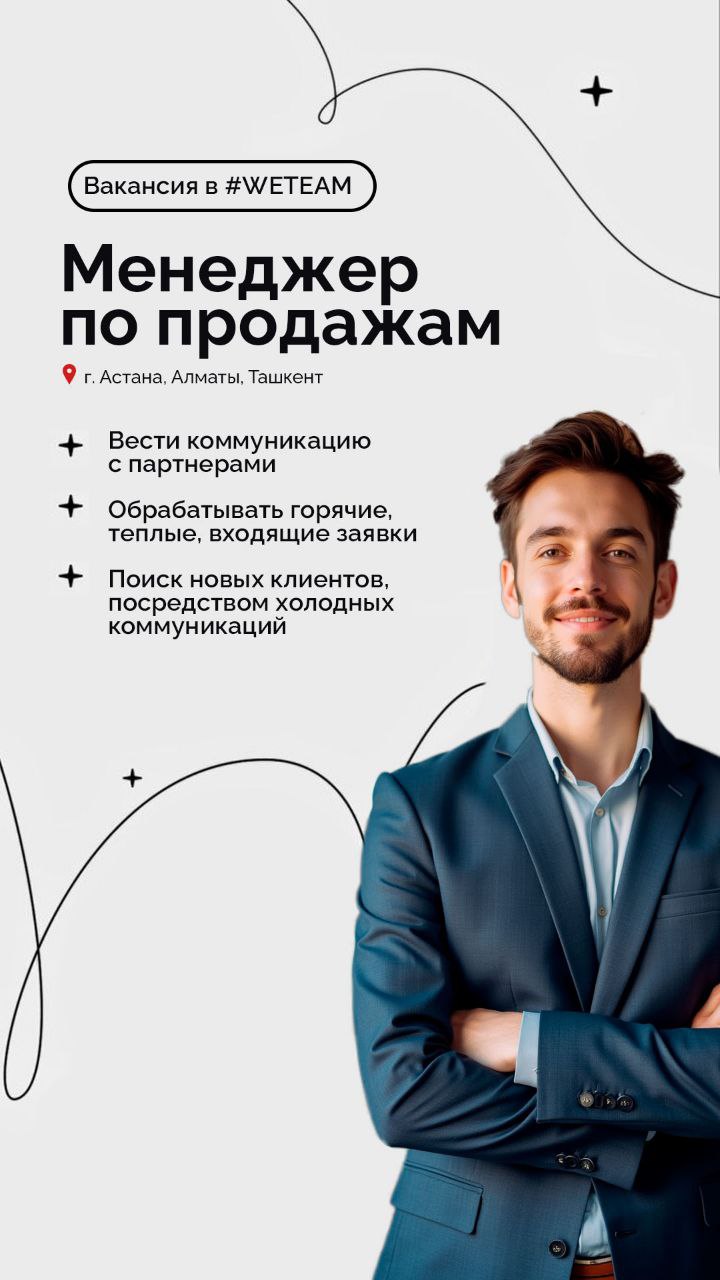 Вакансия в #WETEAM
Менеджер
по продажам
г. Астана, Алматы, Ташкент
Вести коммуникацию
с партнерами
Обрабатывать горячие,
теплые, входящие заявки
Поиск новых клиентов,
посредством холодных
коммуникаций